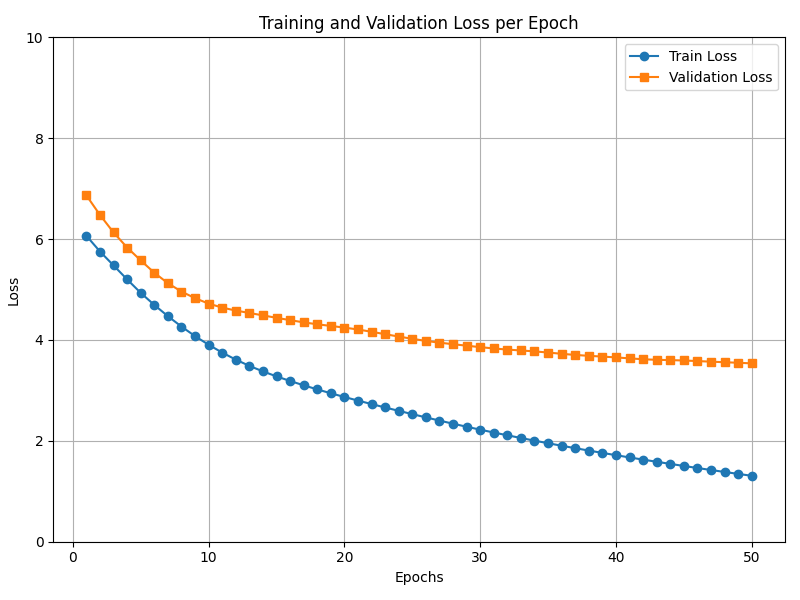 Training and Validation Loss per Epoch
Train Loss
Validation Loss
Loss
10
8
6
4
2
0
0 10 20 30 40 50
Epochs